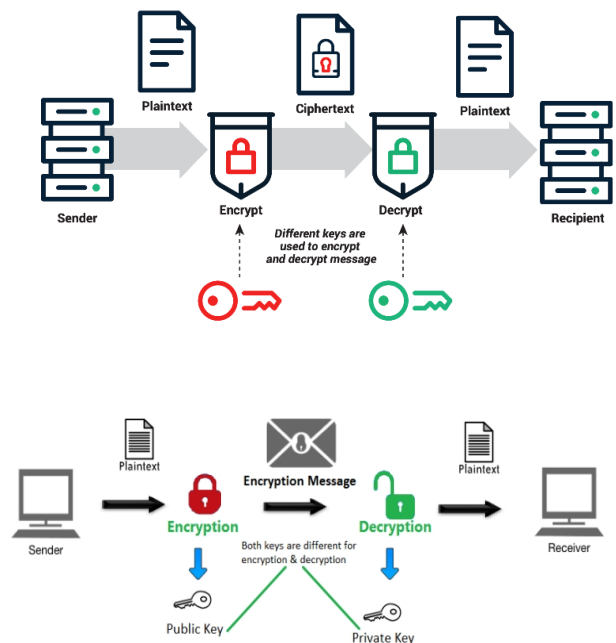 Plaintext
Ciphertext
Plaintext
Sender
Encrypt
Decrypt
Recipient
Different keys are
used to encrypt
and decrypt message
Plaintext
Encryption Message
Plaintext
Sender
Encryption
Decryption
Receiver
Both keys are different for
encryption & decryption
Public Key
Private Key